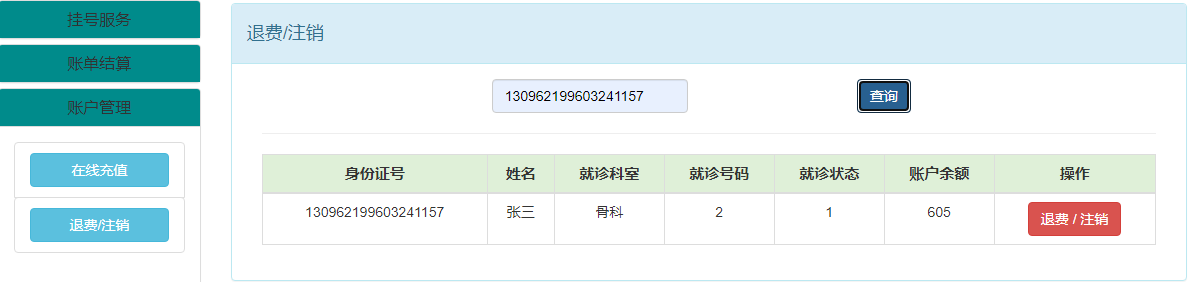 挂号服务
账单结算
账户管理
在线充值
退费/注销
退费/注销
130962199603241157 查询
身份证号 姓名 就诊科室 就诊号码 就诊状态 账户余额 操作
130962199603241157 张三 骨科 2 1 605 退费 / 注销